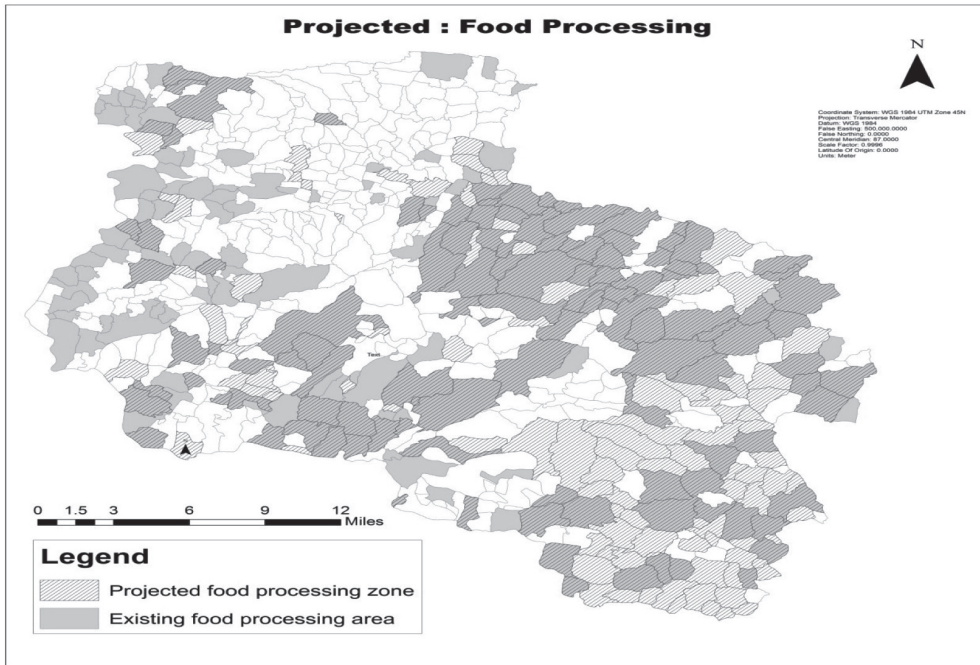 Projected : Food Processing
N
Coordinate System: WGS 1984 UTM Zone 45N
Projection: Transverse Mercator
Datum: WGS 1984
False Easting: 500,000.0000
False Northing: 0.0000
Central Meridian: 87.0000
Scale Factor: 0.9996
Latitude Of Origin: 0.0000
Units: Meter
Text
0 1.5 3 6 9 12
Miles
Legend
Projected food processing zone
Existing food processing area